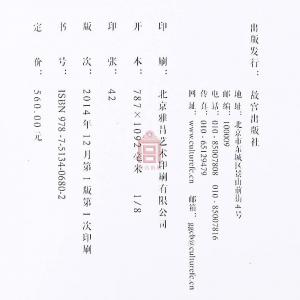 出版发行：故宫出版社
地址：北京市东城区景山前街4号
邮编：100009
电话：010-85007808 010-85007816
传真：010-65129479
网址：www.culturefc.cn 邮箱：ggcb@culturefc.cn
印刷：北京雅昌艺术印刷有限公司
开本：787×1092毫米 1/8
印张：42
版次：2014年12月第1版第1次印刷
书号：ISBN 978-7-5134-0680-2
定价：560.00元